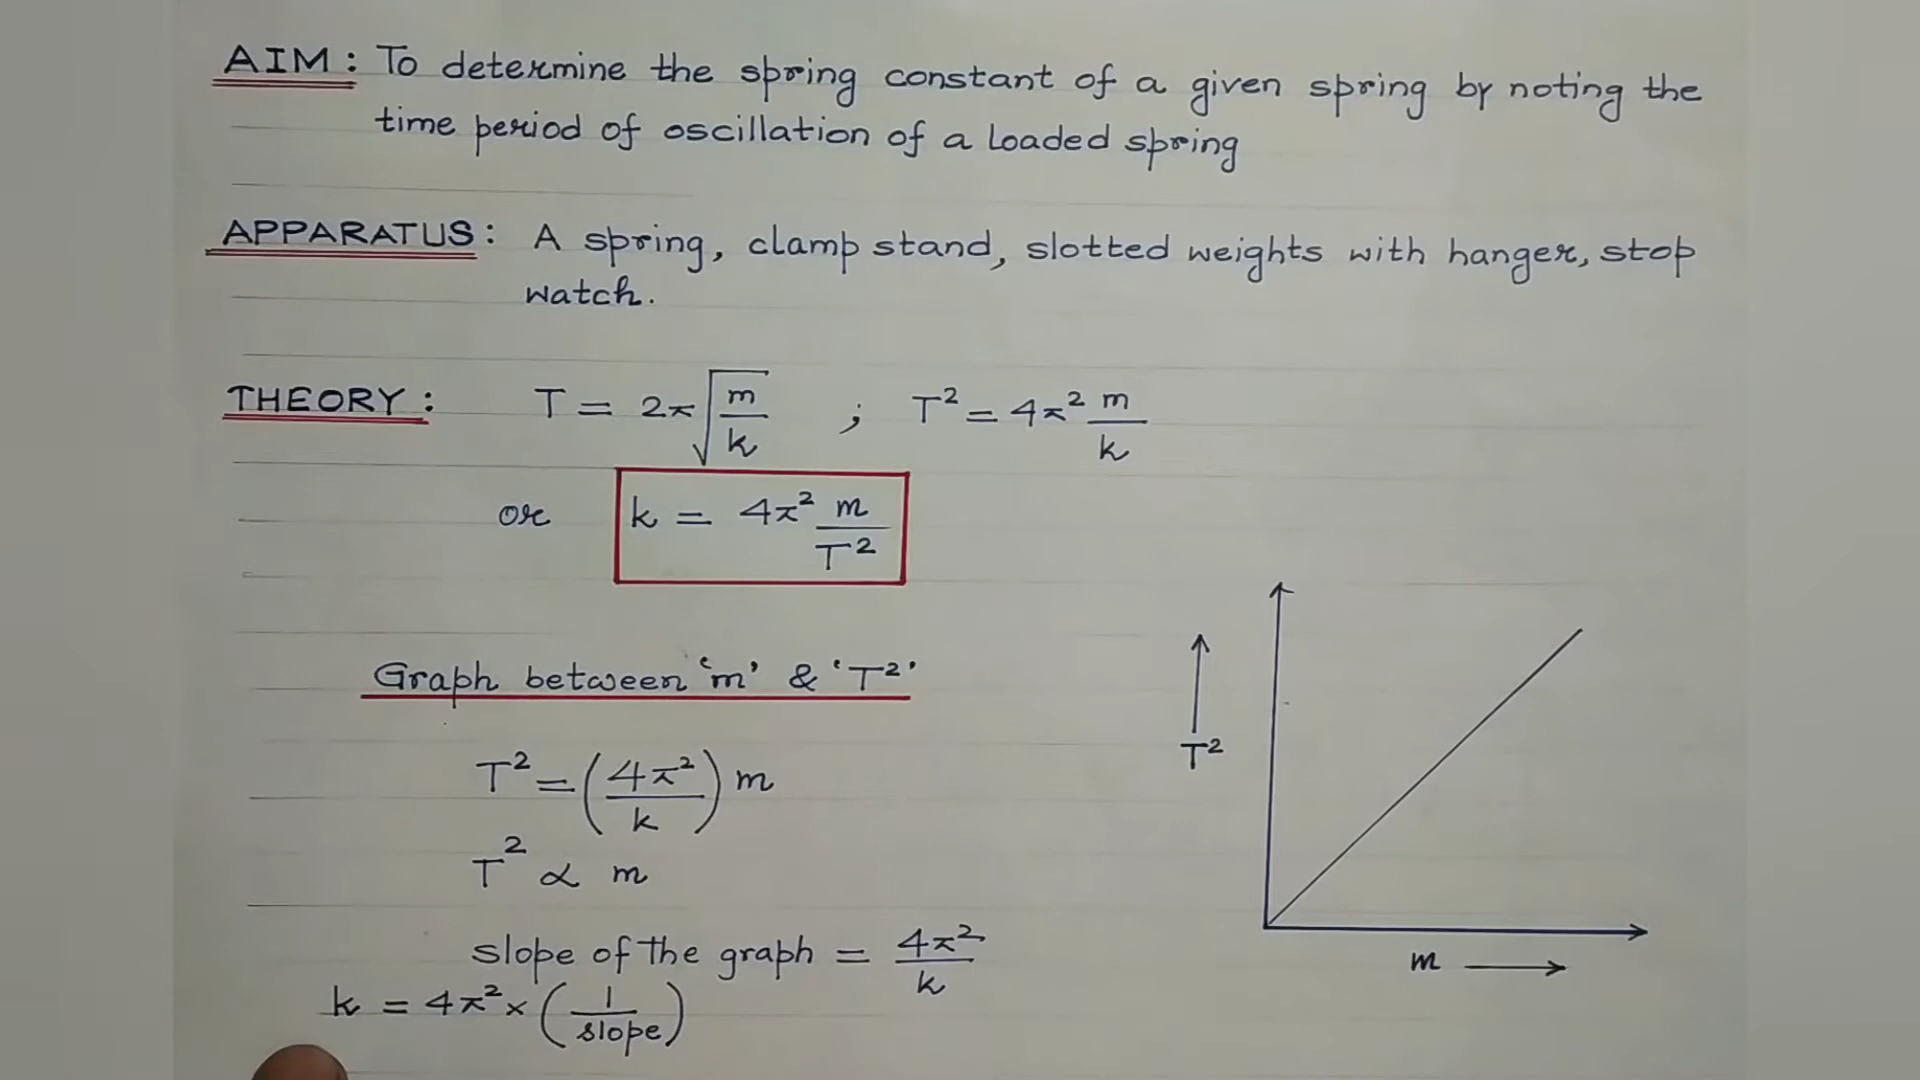 AIM: To determine the spring constant of a given spring by noting the
time period of oscillation of a loaded spring
APPARATUS: A spring, clamp stand, slotted weights with hanger, stop
watch.
THEORY: T = 2π√(m/k) ; T² = 4π² m/k
or k = 4π² m/T²
Graph between 'm' & 'T²'
T² = (4π²/k) m
T² ∝ m
slope of the graph = 4π²/k
k = 4π² × (1/slope)
T²
m